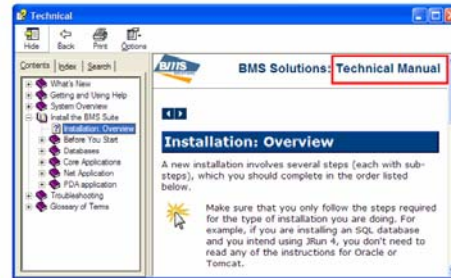 Technical
Hide Back Print Options
Contents Index Search
What's New
Getting and Using Help
System Overview
Install the BMS Suite
Installation: Overview
Before You Start
Databases
Core Applications
Net Application
PDA application
Troubleshooting
Glossary of Terms
BMS
BMS Solutions: Technical Manual
Installation: Overview
A new installation involves several steps (each with sub-
steps), which you should complete in the order listed
below.
Make sure that you only follow the steps required
for the type of installation you are doing. For
example, if you are installing an SQL database
and you intend using JRun 4, you don't need to
read any of the instructions for Oracle or
Tomcat.